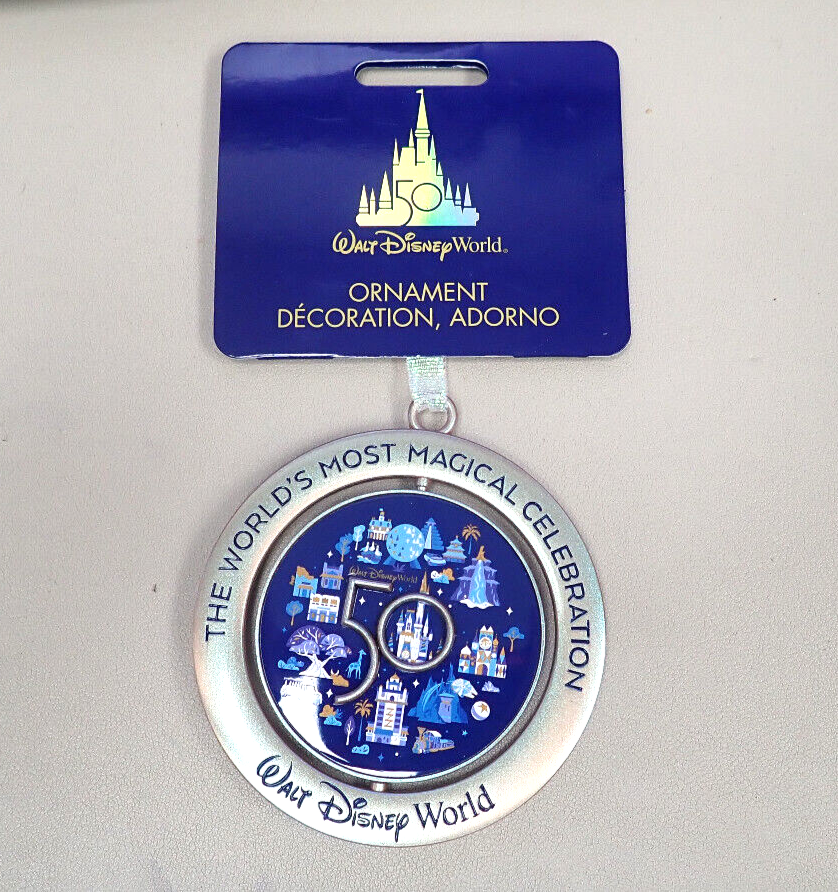 50
WALT DISNEY World®
ORNAMENT
DÉCORATION, ADORNO
THE WORLD'S MOST MAGICAL CELEBRATION
WALT DISNEY World
50
WALT DISNEY World